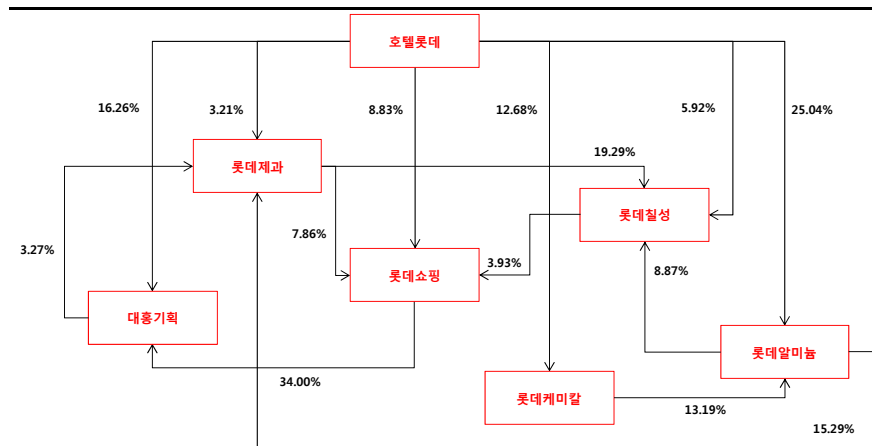 호텔롯데
16.26%
3.21%
8.83%
12.68%
5.92%
25.04%
롯데제과
19.29%
롯데칠성
3.27%
7.86%
롯데쇼핑
3.93%
8.87%
대홍기획
롯데알미늄
34.00%
롯데케미칼
13.19%
15.29%